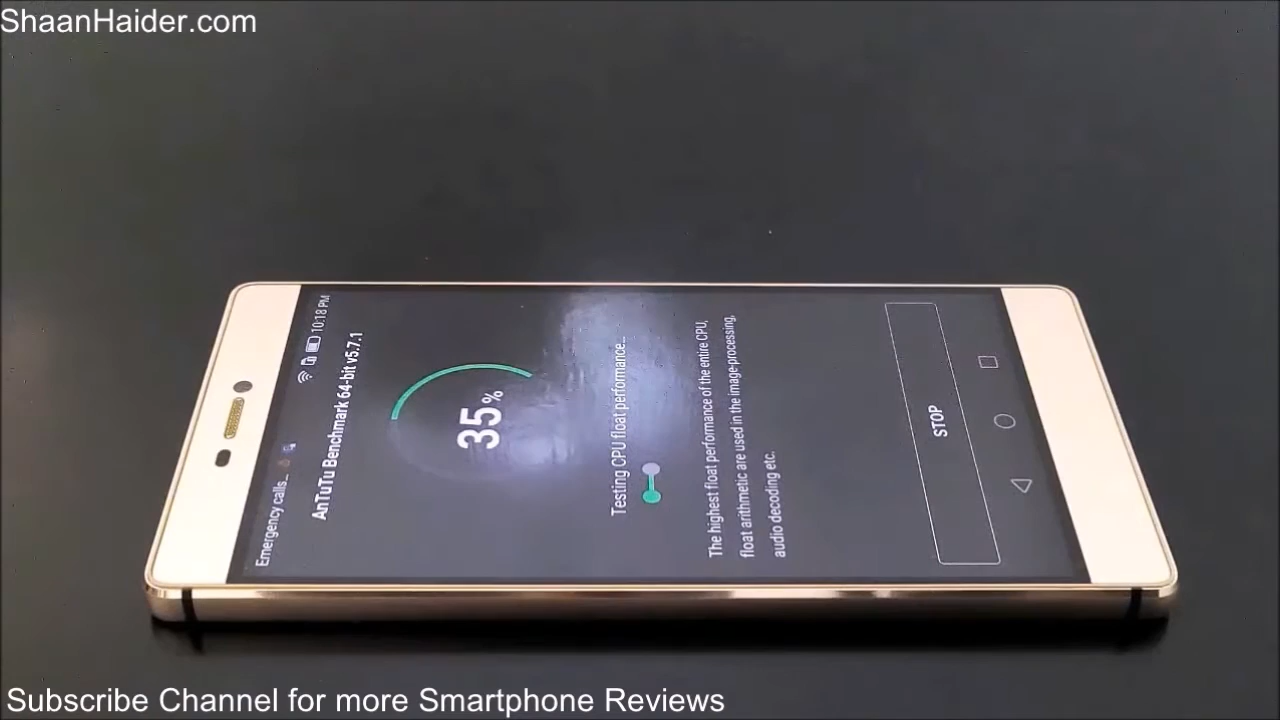 ShaanHaider.com
Emergency calls...
10:18 PM
AnTuTu Benchmark 64-bit v5.7.1
35%
Testing CPU float performance...
The highest float performance of the entire CPU,
float arithmetic are used in the image-processing,
audio decoding etc.
STOP
Subscribe Channel for more Smartphone Reviews